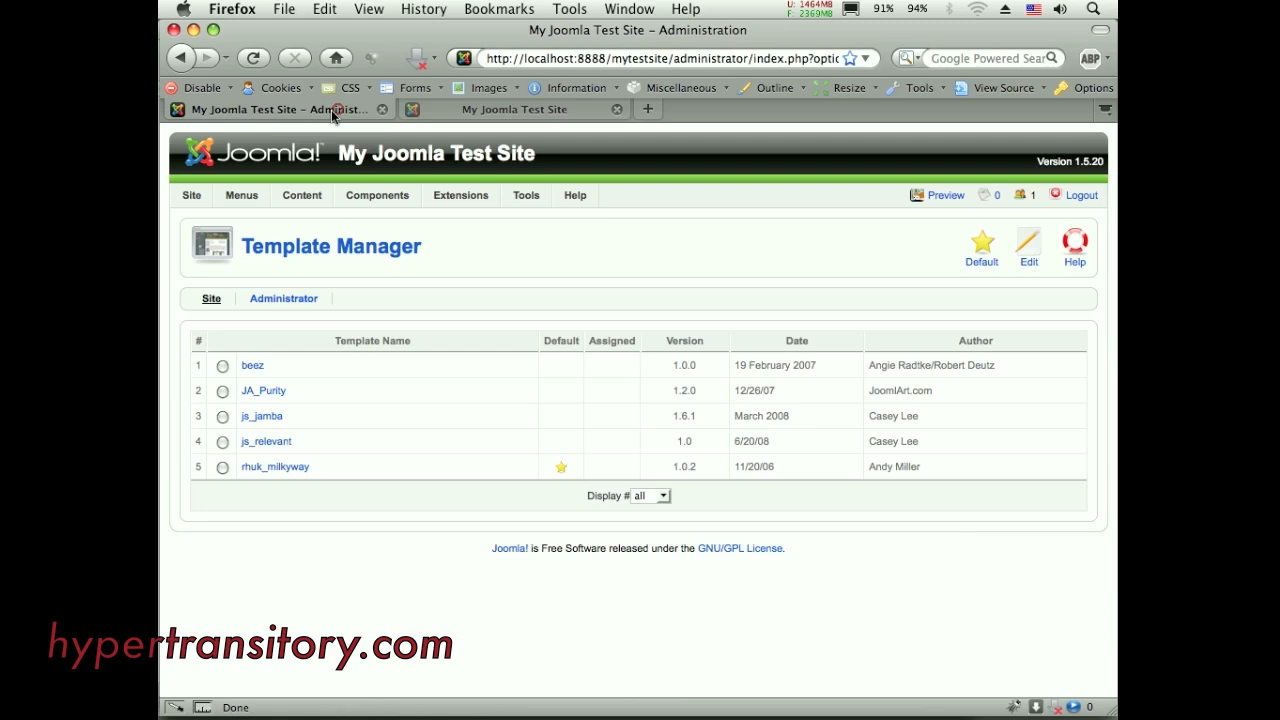 Firefox File Edit View History Bookmarks Tools Window Help U: 1464MB F: 2369MB 91% 94%
My Joomla Test Site – Administration
http://localhost:8888/mytestsite/administrator/index.php?optic Google Powered Sear ABP
Disable Cookies CSS Forms Images Information Miscellaneous Outline Resize Tools View Source Options
My Joomla Test Site – Administ... My Joomla Test Site
Joomla! My Joomla Test Site Version 1.5.20
Site Menus Content Components Extensions Tools Help Preview 0 1 Logout
Template Manager Default Edit Help
Site Administrator
# Template Name Default Assigned Version Date Author
1 beez 1.0.0 19 February 2007 Angie Radtke/Robert Deutz
2 JA_Purity 1.2.0 12/26/07 JoomlArt.com
3 js_jamba 1.6.1 March 2008 Casey Lee
4 js_relevant 1.0 6/20/08 Casey Lee
5 rhuk_milkyway 1.0.2 11/20/06 Andy Miller
Display # all
Joomla! is Free Software released under the GNU/GPL License.
hypertransitory.com
Done 0